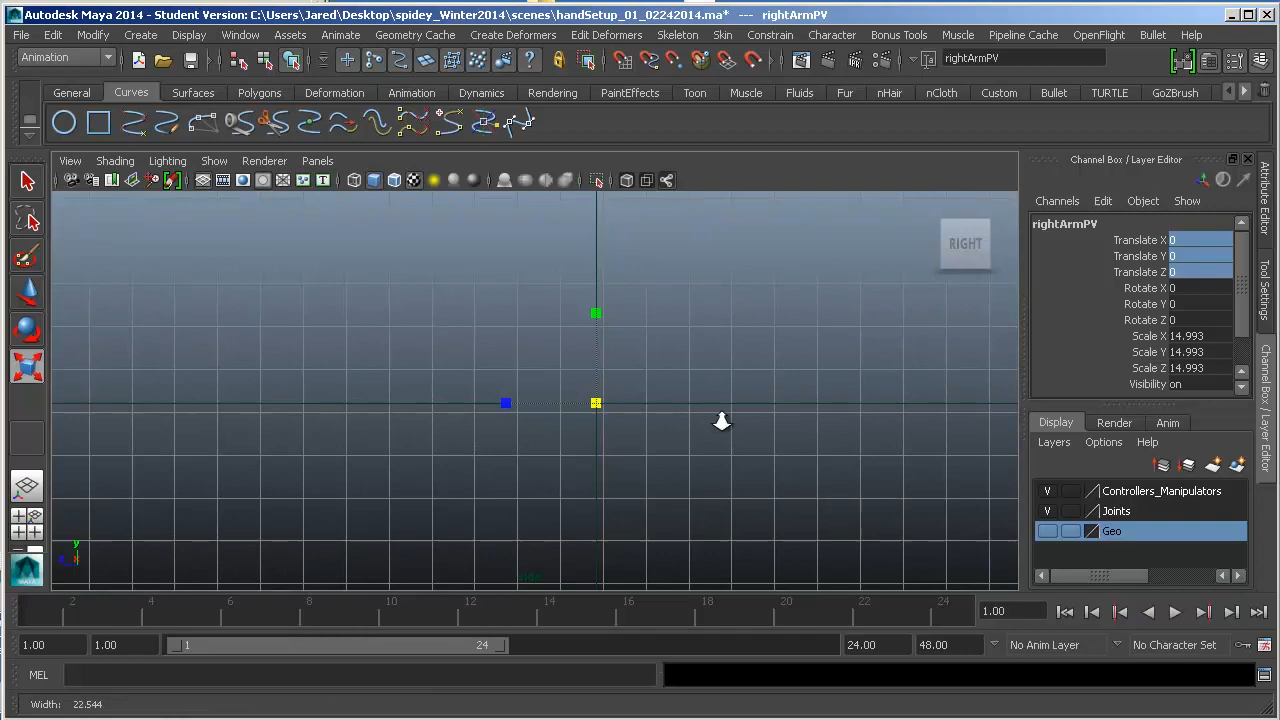 Autodesk Maya 2014 - Student Version: C:\Users\Jared\Desktop\spidey_Winter2014\scenes\handSetup_01_02242014.ma* --- rightArmPV
File Edit Modify Create Display Window Assets Animate Geometry Cache Create Deformers Edit Deformers Skeleton Skin Constrain Character Bonus Tools Muscle Pipeline Cache OpenFlight Bullet Help
Animation
rightArmPV
General Curves Surfaces Polygons Deformation Animation Dynamics Rendering PaintEffects Toon Muscle Fluids Fur nHair nCloth Custom Bullet TURTLE GoZBrush
View Shading Lighting Show Renderer Panels
Channel Box / Layer Editor
Channels Edit Object Show
rightArmPV
Translate X 0
Translate Y 0
Translate Z 0
Rotate X 0
Rotate Y 0
Rotate Z 0
Scale X 14.993
Scale Y 14.993
Scale Z 14.993
Visibility on
RIGHT
Display Render Anim
Layers Options Help
V Controllers_Manipulators
V Joints
Geo
Attribute Editor
Tool Settings
Channel Box / Layer Editor
y
2 4 6 8 10 12 14 16 18 20 22 24
1.00
1.00 1.00 1 24 24.00 48.00 No Anim Layer No Character Set
MEL
Width: 22.544